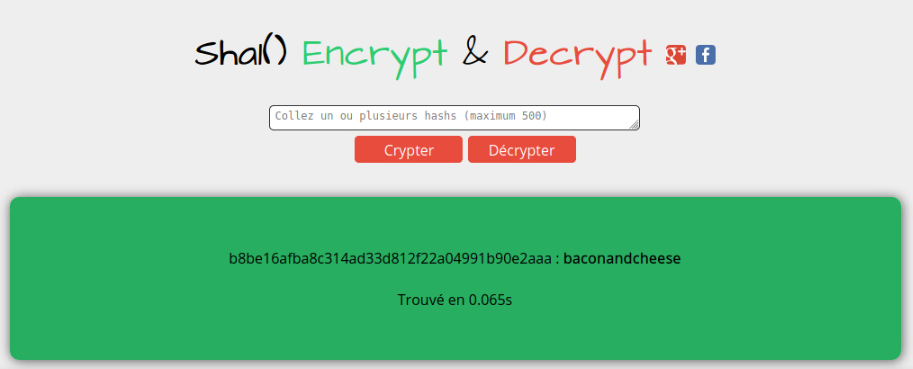 Sha1() Encrypt & Decrypt
Collez un ou plusieurs hashs (maximum 500)
Crypter Décrypter
b8be16afba8c314ad33d812f22a04991b90e2aaa : baconandcheese
Trouvé en 0.065s